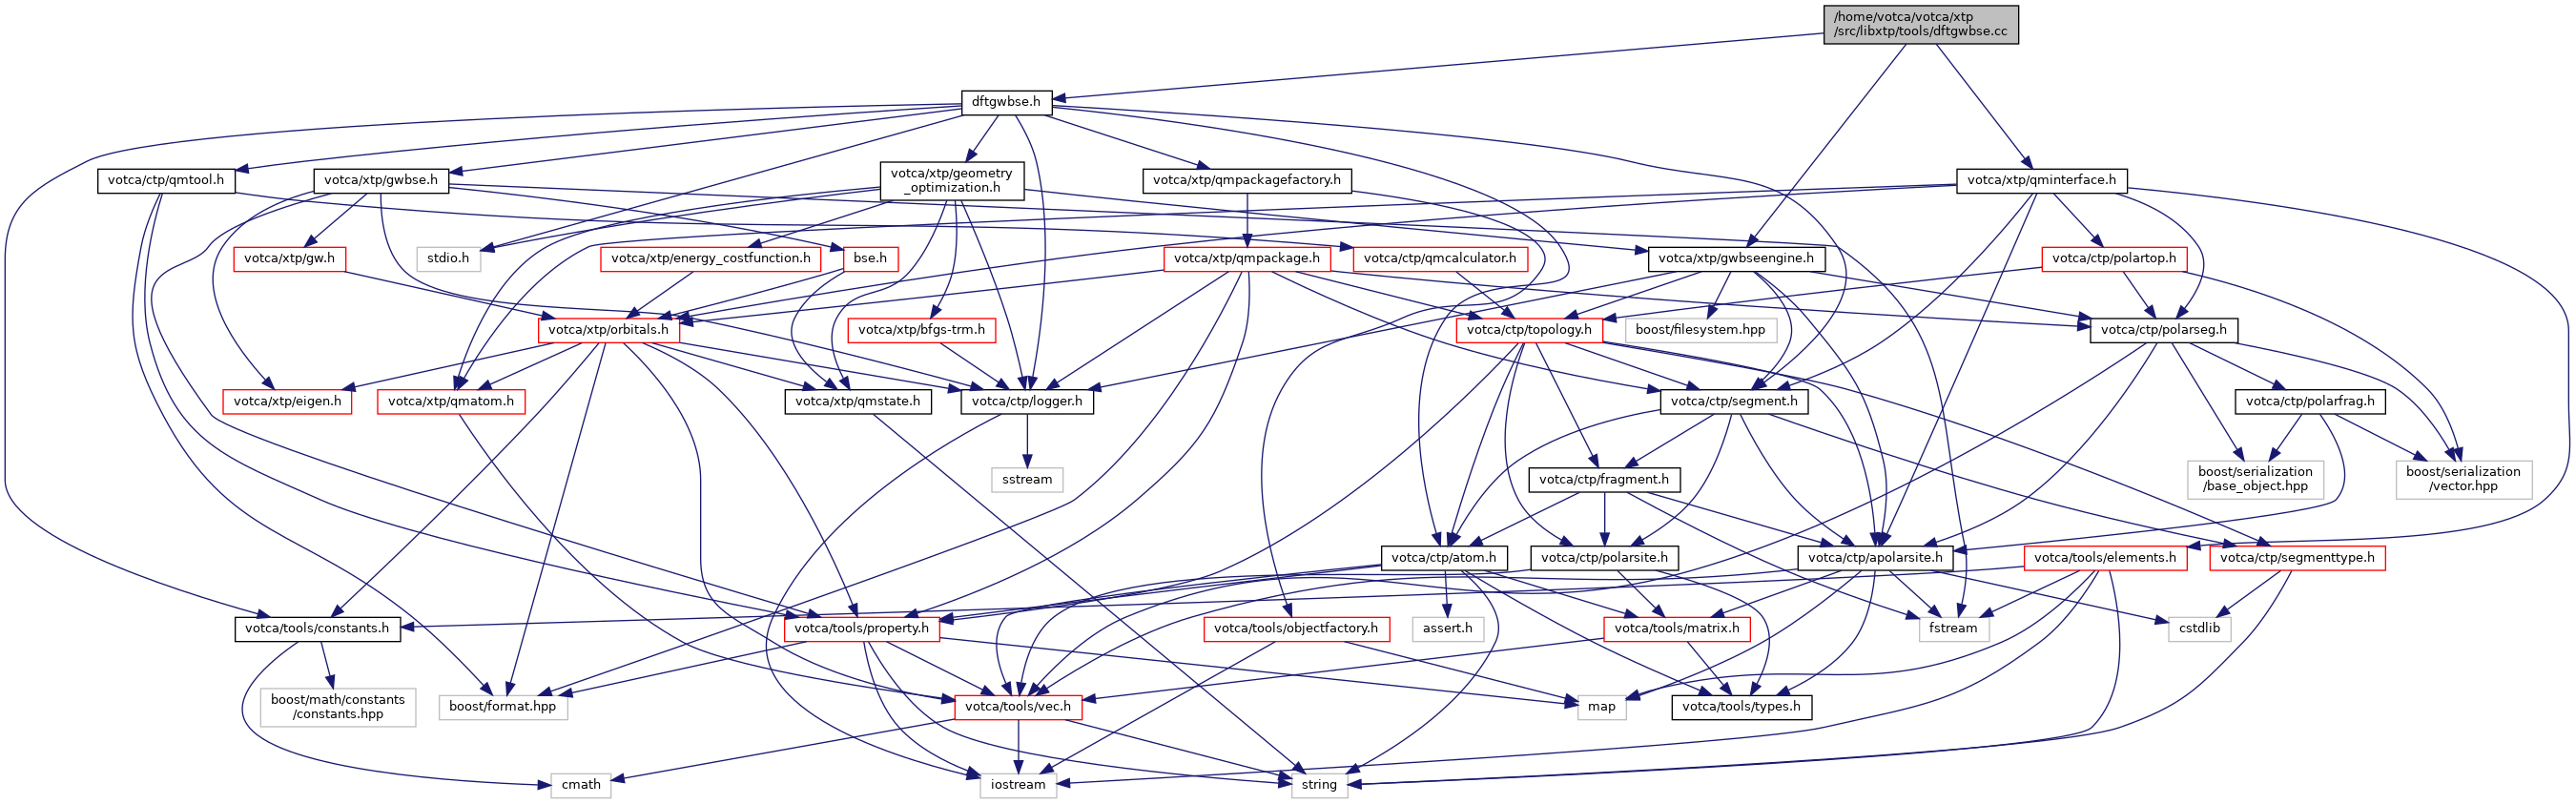 /home/votca/votca/xtp
/src/libxtp/tools/dftgwbse.cc
dftgwbse.h
votca/ctp/qmtool.h
votca/xtp/gwbse.h
votca/xtp/geometry
_optimization.h
votca/xtp/qmpackagefactory.h
votca/xtp/qminterface.h
votca/xtp/gw.h
stdio.h
votca/xtp/energy_costfunction.h
bse.h
votca/xtp/qmpackage.h
votca/ctp/qmcalculator.h
votca/xtp/gwbseengine.h
votca/ctp/polartop.h
votca/xtp/orbitals.h
votca/xtp/bfgs-trm.h
votca/ctp/topology.h
boost/filesystem.hpp
votca/ctp/polarseg.h
votca/xtp/eigen.h
votca/xtp/qmatom.h
votca/xtp/qmstate.h
votca/ctp/logger.h
votca/ctp/segment.h
votca/ctp/polarfrag.h
sstream
votca/ctp/fragment.h
boost/serialization
/base_object.hpp
boost/serialization
/vector.hpp
votca/ctp/atom.h
votca/ctp/polarsite.h
votca/ctp/apolarsite.h
votca/tools/elements.h
votca/ctp/segmenttype.h
votca/tools/constants.h
votca/tools/property.h
votca/tools/objectfactory.h
assert.h
votca/tools/matrix.h
fstream
cstdlib
boost/math/constants
/constants.hpp
boost/format.hpp
votca/tools/vec.h
map
votca/tools/types.h
cmath
iostream
string